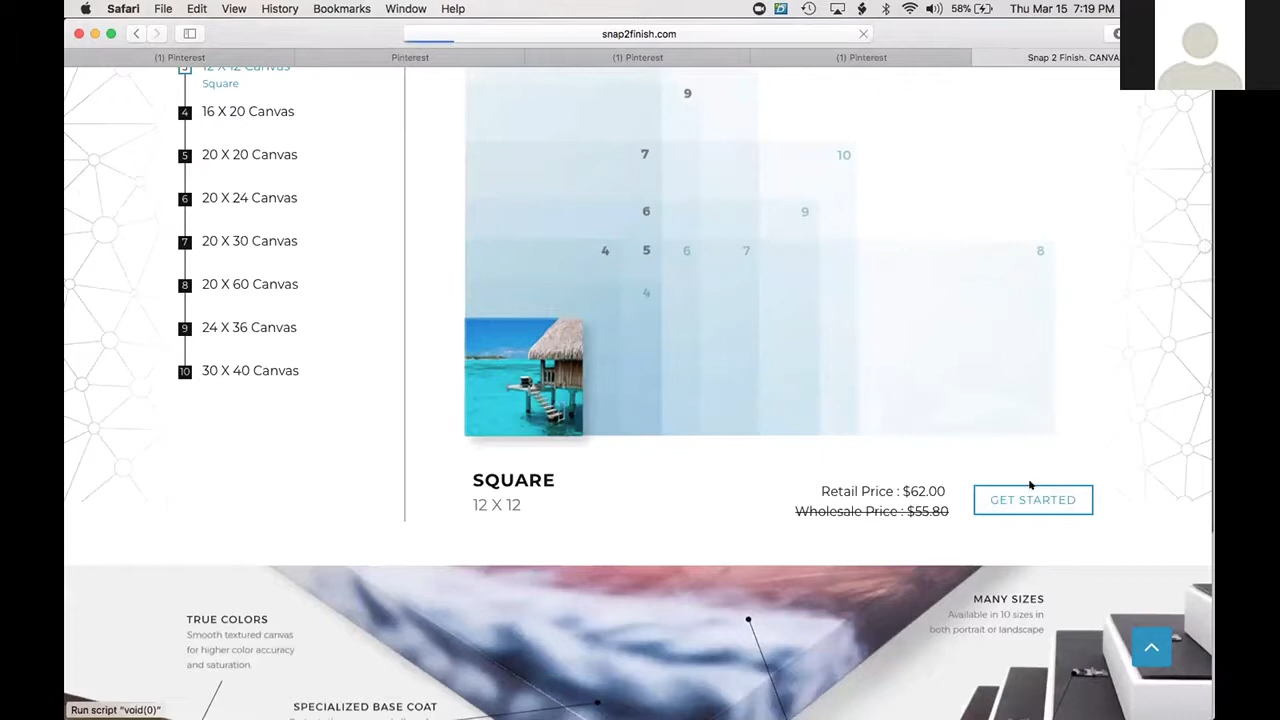 Safari File Edit View History Bookmarks Window Help 58% Thu Mar 15 7:19 PM
snap2finish.com
(1) Pinterest Pinterest (1) Pinterest (1) Pinterest Snap 2 Finish. CANVA
3 12 X 12 Canvas
Square
4 16 X 20 Canvas
5 20 X 20 Canvas
6 20 X 24 Canvas
7 20 X 30 Canvas
8 20 X 60 Canvas
9 24 X 36 Canvas
10 30 X 40 Canvas
9
7 10
6 9
4 5 6 7 8
4
SQUARE
12 X 12
Retail Price : $62.00
Wholesale Price : $55.80
GET STARTED
TRUE COLORS
Smooth textured canvas
for higher color accuracy
and saturation
SPECIALIZED BASE COAT
MANY SIZES
Available in 10 sizes in
both portrait or landscape
Run script "void(0)"